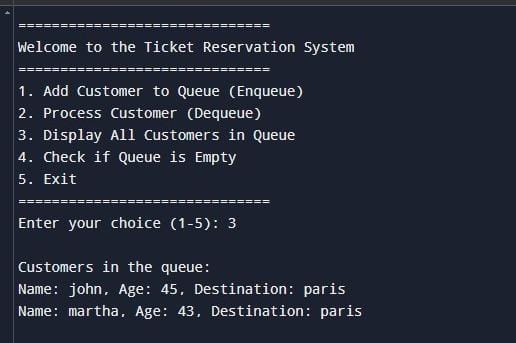 ==============================
Welcome to the Ticket Reservation System
==============================
1. Add Customer to Queue (Enqueue)
2. Process Customer (Dequeue)
3. Display All Customers in Queue
4. Check if Queue is Empty
5. Exit
==============================
Enter your choice (1-5): 3
Customers in the queue:
Name: john, Age: 45, Destination: paris
Name: martha, Age: 43, Destination: paris